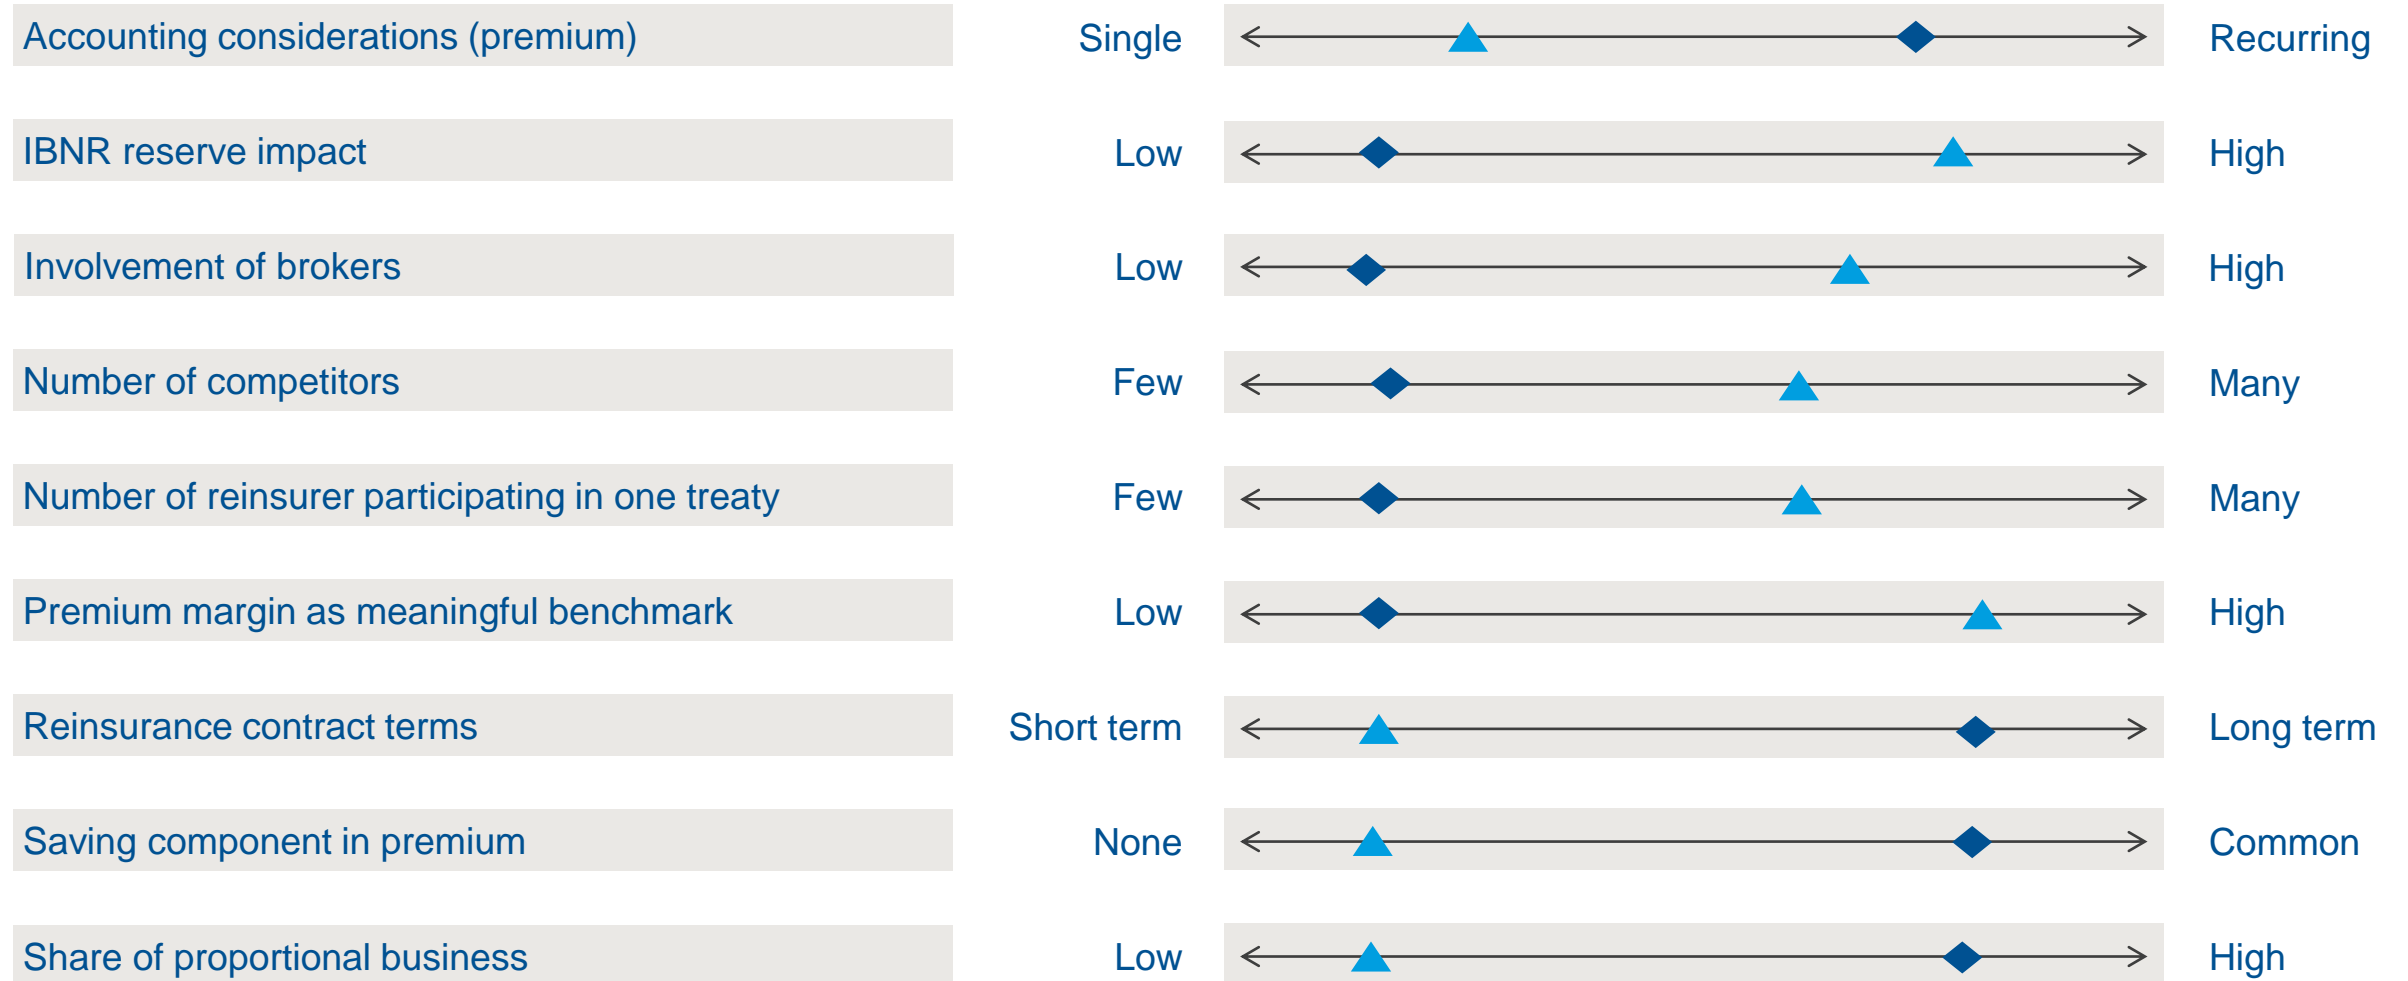 Accounting considerations (premium) Single Recurring
IBNR reserve impact Low High
Involvement of brokers Low High
Number of competitors Few Many
Number of reinsurer participating in one treaty Few Many
Premium margin as meaningful benchmark Low High
Reinsurance contract terms Short term Long term
Saving component in premium None Common
Share of proportional business Low High